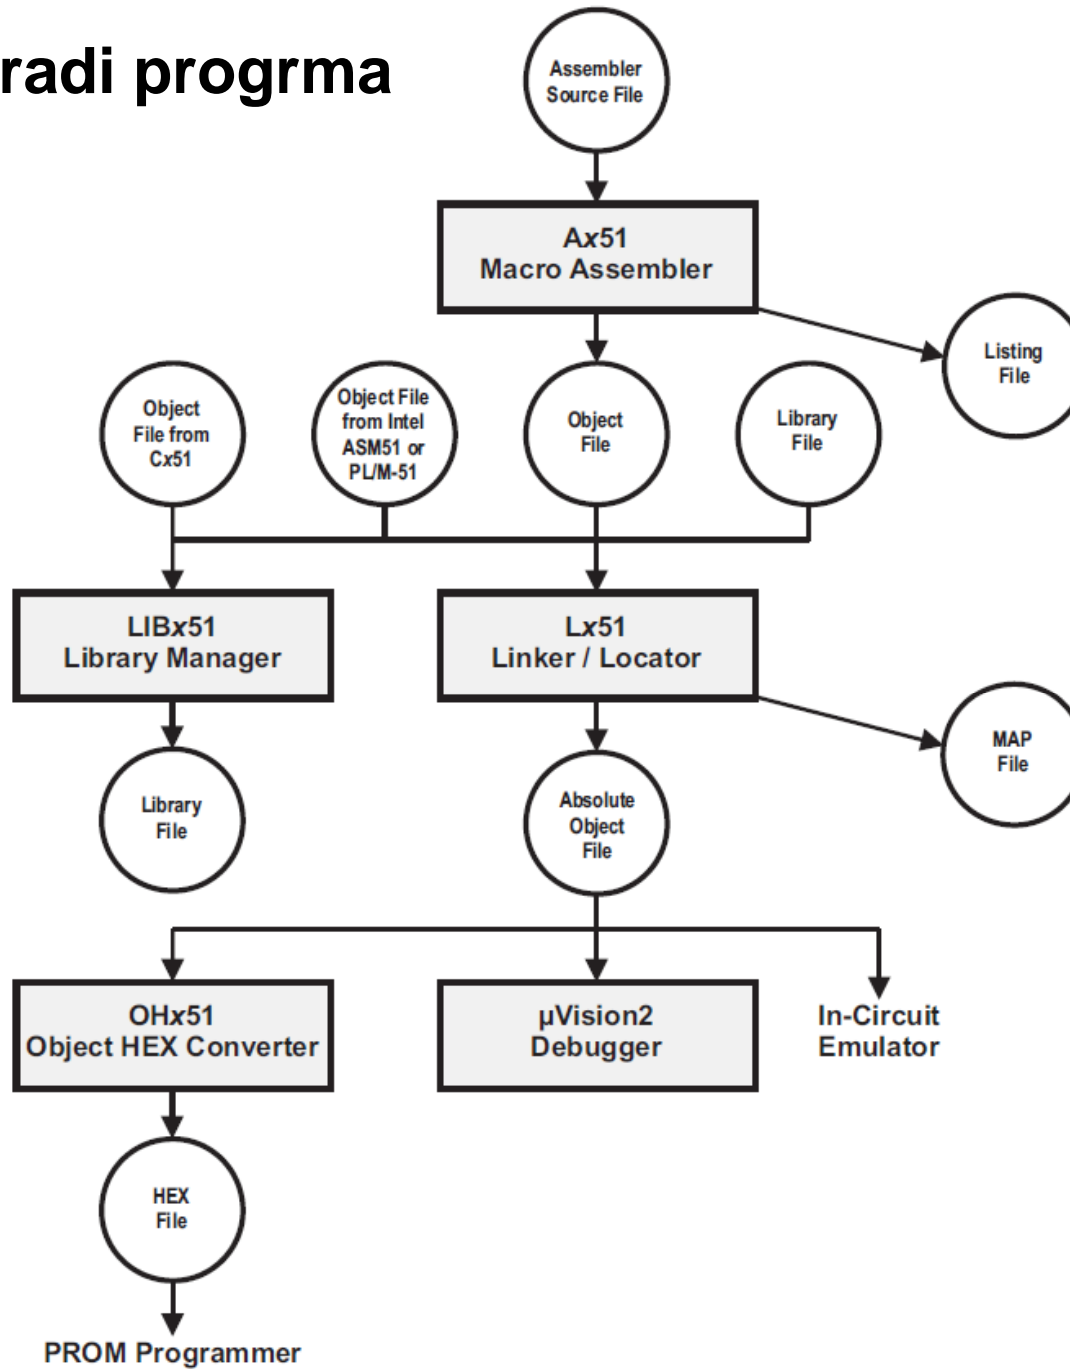 radi progrma
Assembler
Source File
Ax51
Macro Assembler
Listing
File
Object
File from
Cx51
Object File
from Intel
ASM51 or
PL/M-51
Object
File
Library
File
LIBx51
Library Manager
Lx51
Linker / Locator
MAP
File
Library
File
Absolute
Object
File
OHx51
Object HEX Converter
µVision2
Debugger
In-Circuit
Emulator
HEX
File
PROM Programmer